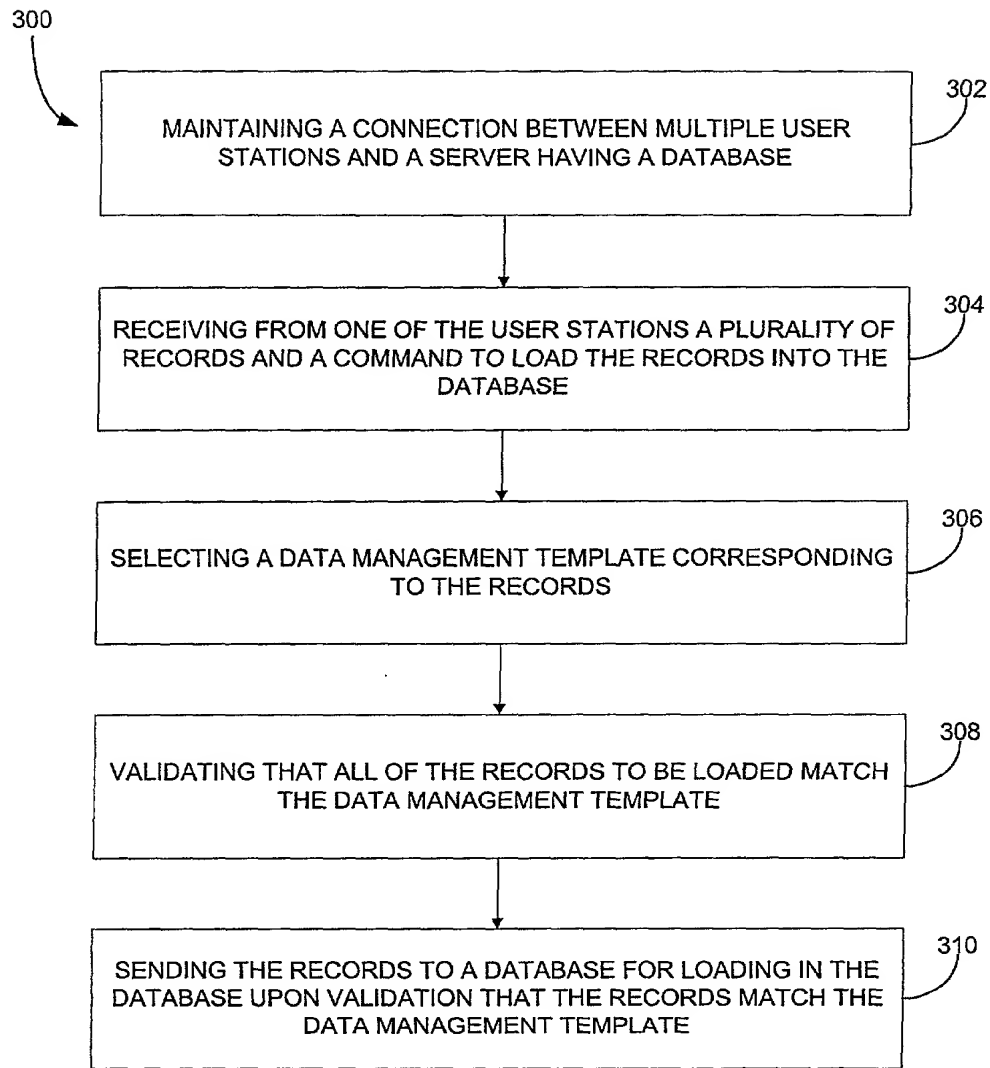 300
302
MAINTAINING A CONNECTION BETWEEN MULTIPLE USER
STATIONS AND A SERVER HAVING A DATABASE
304
RECEIVING FROM ONE OF THE USER STATIONS A PLURALITY OF
RECORDS AND A COMMAND TO LOAD THE RECORDS INTO THE
DATABASE
306
SELECTING A DATA MANAGEMENT TEMPLATE CORRESPONDING
TO THE RECORDS
308
VALIDATING THAT ALL OF THE RECORDS TO BE LOADED MATCH
THE DATA MANAGEMENT TEMPLATE
310
SENDING THE RECORDS TO A DATABASE FOR LOADING IN THE
DATABASE UPON VALIDATION THAT THE RECORDS MATCH THE
DATA MANAGEMENT TEMPLATE